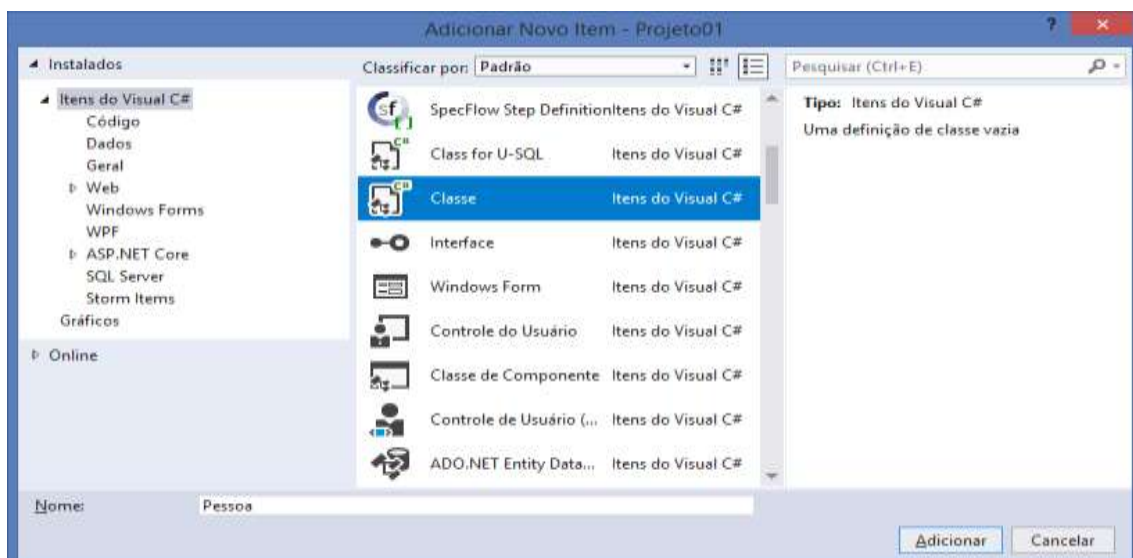 Adicionar Novo Item - Projeto01
?
Instalados
Itens do Visual C#
Código
Dados
Geral
Web
Windows Forms
WPF
ASP.NET Core
SQL Server
Storm Items
Gráficos
Online
Classificar por: Padrão
SpecFlow Step Definition Itens do Visual C#
Class for U-SQL Itens do Visual C#
Classe Itens do Visual C#
Interface Itens do Visual C#
Windows Form Itens do Visual C#
Controle do Usuário Itens do Visual C#
Classe de Componente Itens do Visual C#
Controle de Usuário (... Itens do Visual C#
ADO.NET Entity Data... Itens do Visual C#
Pesquisar (Ctrl+E)
Tipo: Itens do Visual C#
Uma definição de classe vazia
Nome: Pessoa
Adicionar Cancelar